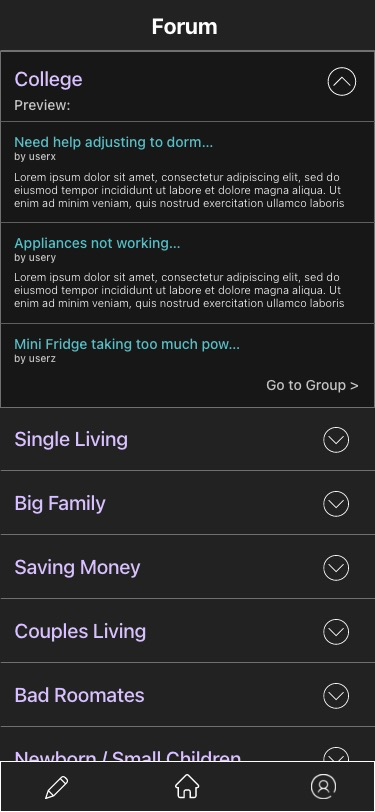 Forum
College
Preview:
Need help adjusting to dorm...
by userx
Lorem ipsum dolor sit amet, consectetur adipiscing elit, sed do
eiusmod tempor incididunt ut labore et dolore magna aliqua. Ut
enim ad minim veniam, quis nostrud exercitation ullamco laboris
Appliances not working...
by usery
Lorem ipsum dolor sit amet, consectetur adipiscing elit, sed do
eiusmod tempor incididunt ut labore et dolore magna aliqua. Ut
enim ad minim veniam, quis nostrud exercitation ullamco laboris
Mini Fridge taking too much pow...
by userz
Go to Group >
Single Living
Big Family
Saving Money
Couples Living
Bad Roomates
Newborn / Small Children